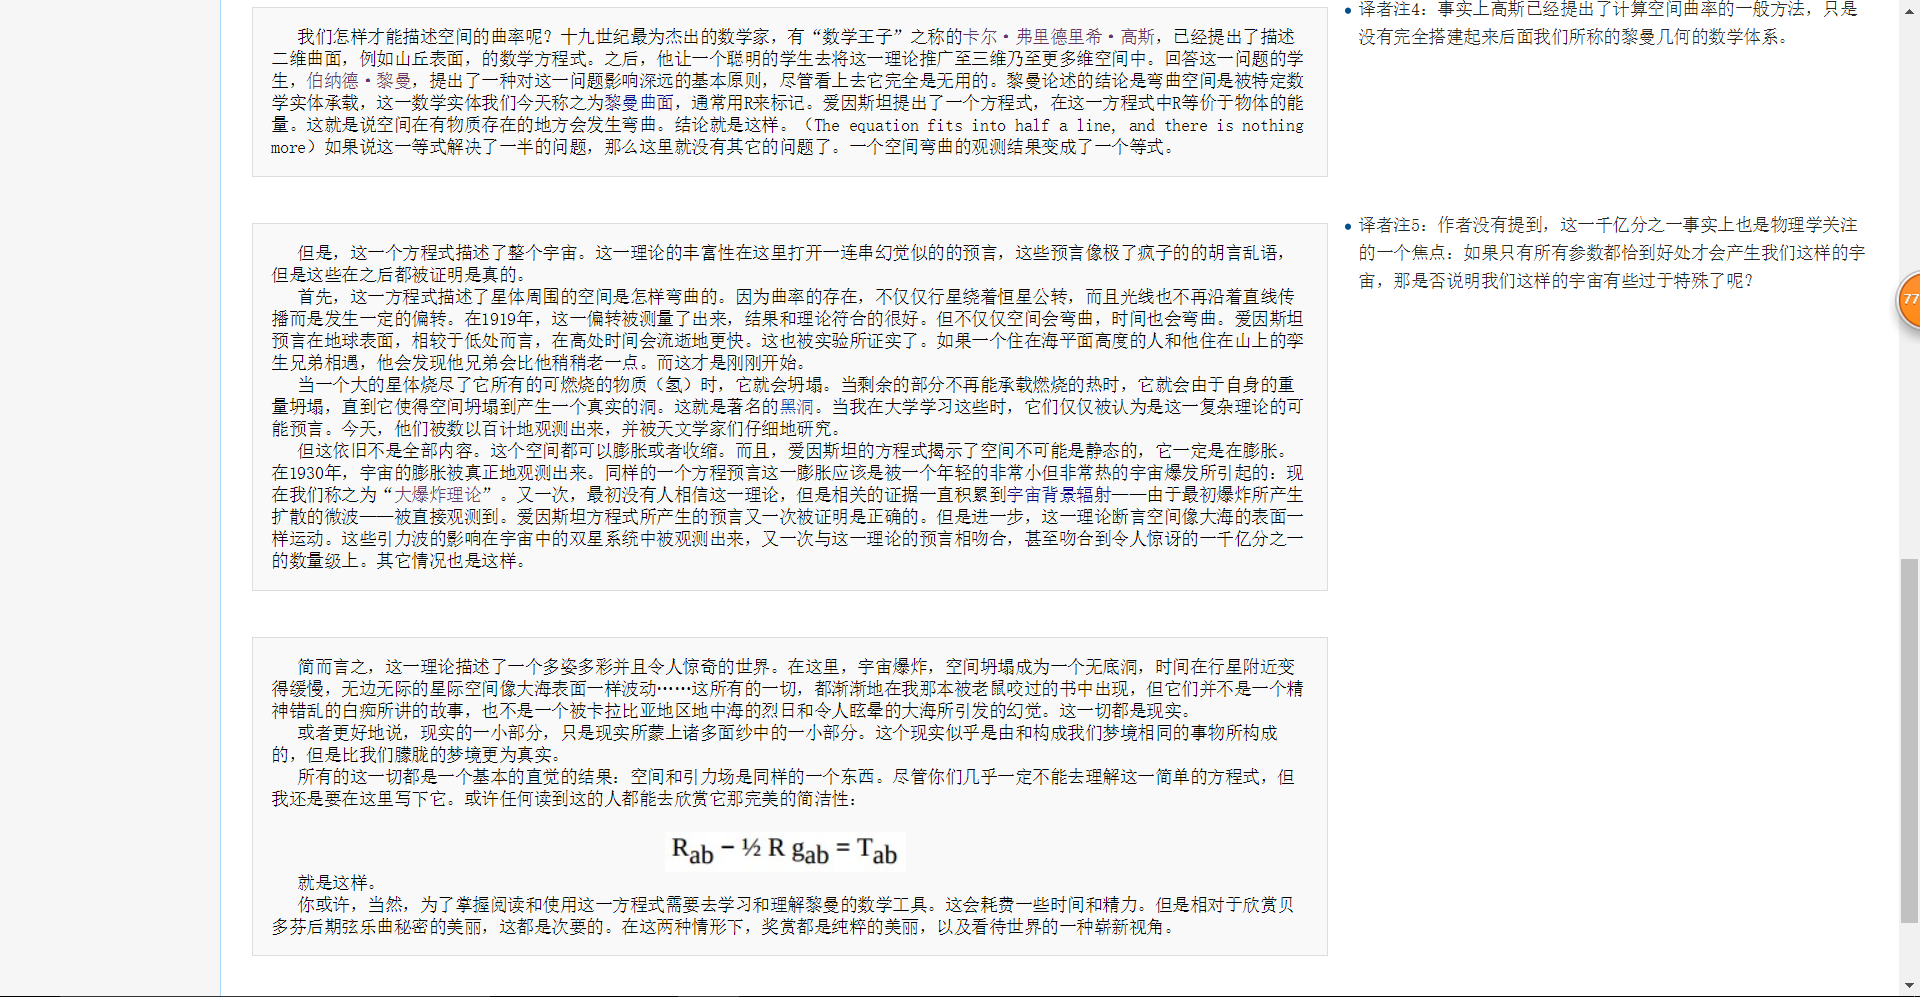 我们怎样才能描述空间的曲率呢？十九世纪最为杰出的数学家，有“数学王子”之称的卡尔·弗里德里希·高斯，已经提出了描述
二维曲面，例如山丘表面，的数学方程式。之后，他让一个聪明的学生去将这一理论推广至三维乃至更多维空间中。回答这一问题的学
生，伯纳德·黎曼，提出了一种对这一问题影响深远的基本原则，尽管看上去它完全是无用的。黎曼论述的结论是弯曲空间是被特定数
学实体承载，这一数学实体我们今天称之为黎曼曲面，通常用R来标记。爱因斯坦提出了一个方程式，在这一方程式中R等价于物体的能
量。这就是说空间在有物质存在的地方会发生弯曲。结论就是这样。（The equation fits into half a line, and there is nothing
more）如果说这一等式解决了一半的问题，那么这里就没有其它的问题了。一个空间弯曲的观测结果变成了一个等式。
译者注4：事实上高斯已经提出了计算空间曲率的一般方法，只是
没有完全搭建起来后面我们所称的黎曼几何的数学体系。
但是，这一个方程式描述了整个宇宙。这一理论的丰富性在这里打开一连串幻觉似的的预言，这些预言像极了疯子的的胡言乱语，
但是这些在之后都被证明是真的。
首先，这一方程式描述了星体周围的空间是怎样弯曲的。因为曲率的存在，不仅仅行星绕着恒星公转，而且光线也不再沿着直线传
播而是发生一定的偏转。在1919年，这一偏转被测量了出来，结果和理论符合的很好。但不仅仅空间会弯曲，时间也会弯曲。爱因斯坦
预言在地球表面，相较于低处而言，在高处时间会流逝地更快。这也被实验所证实了。如果一个住在海平面高度的人和他住在山上的孪
生兄弟相遇，他会发现他兄弟会比他稍稍老一点。而这才是刚刚开始。
当一个大的星体烧尽了它所有的可燃烧的物质（氢）时，它就会坍塌。当剩余的部分不再能承载燃烧的热时，它就会由于自身的重
量坍塌，直到它使得空间坍塌到产生一个真实的洞。这就是著名的黑洞。当我在大学学习这些时，它们仅仅被认为是这一复杂理论的可
能预言。今天，他们被数以百计地观测出来，并被天文学家们仔细地研究。
但这依旧不是全部内容。这个空间都可以膨胀或者收缩。而且，爱因斯坦的方程式揭示了空间不可能是静态的，它一定是在膨胀。
在1930年，宇宙的膨胀被真正地观测出来。同样的一个方程预言这一膨胀应该是被一个年轻的非常小但非常热的宇宙爆发所引起的：现
在我们称之为“大爆炸理论”。又一次，最初没有人相信这一理论，但是相关的证据一直积累到宇宙背景辐射——由于最初爆炸所产生
扩散的微波——被直接观测到。爱因斯坦方程式所产生的预言又一次被证明是正确的。但是进一步，这一理论断言空间像大海的表面一
样运动。这些引力波的影响在宇宙中的双星系统中被观测出来，又一次与这一理论的预言相吻合，甚至吻合到令人惊讶的一千亿分之一
的数量级上。其它情况也是这样。
译者注5：作者没有提到，这一千亿分之一事实上也是物理学关注
的一个焦点：如果只有所有参数都恰到好处才会产生我们这样的宇
宙，那是否说明我们这样的宇宙有些过于特殊了呢？
77
简而言之，这一理论描述了一个多姿多彩并且令人惊奇的世界。在这里，宇宙爆炸，空间坍塌成为一个无底洞，时间在行星附近变
得缓慢，无边无际的星际空间像大海表面一样波动……这所有的一切，都渐渐地在我那本被老鼠咬过的书中出现，但它们并不是一个精
神错乱的白痴所讲的故事，也不是一个被卡拉比亚地区地中海的烈日和令人眩晕的大海所引发的幻觉。这一切都是现实。
或者更好地说，现实的一小部分，只是现实所蒙上诸多面纱中的一小部分。这个现实似乎是由和构成我们梦境相同的事物所构成
的，但是比我们朦胧的梦境更为真实。
所有的这一切都是一个基本的直觉的结果：空间和引力场是同样的一个东西。尽管你们几乎一定不能去理解这一简单的方程式，但
我还是要在这里写下它。或许任何读到这的人都能去欣赏它那完美的简洁性：
Rab − ½ R gab = Tab
就是这样。
你或许，当然，为了掌握阅读和使用这一方程式需要去学习和理解黎曼的数学工具。这会耗费一些时间和精力。但是相对于欣赏贝
多芬后期弦乐曲秘密的美丽，这都是次要的。在这两种情形下，奖赏都是纯粹的美丽，以及看待世界的一种崭新视角。